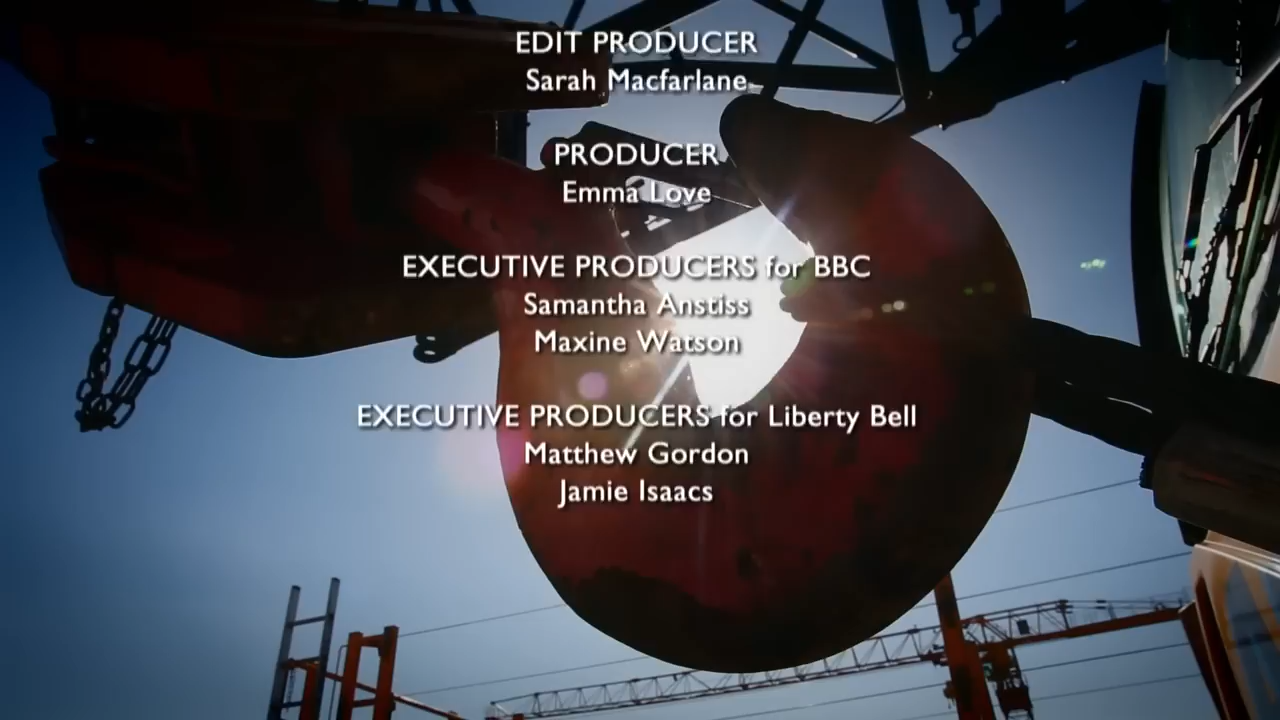 EDIT PRODUCER
Sarah Macfarlane
PRODUCER
Emma Love
EXECUTIVE PRODUCERS for BBC
Samantha Anstiss
Maxine Watson
EXECUTIVE PRODUCERS for Liberty Bell
Matthew Gordon
Jamie Isaacs